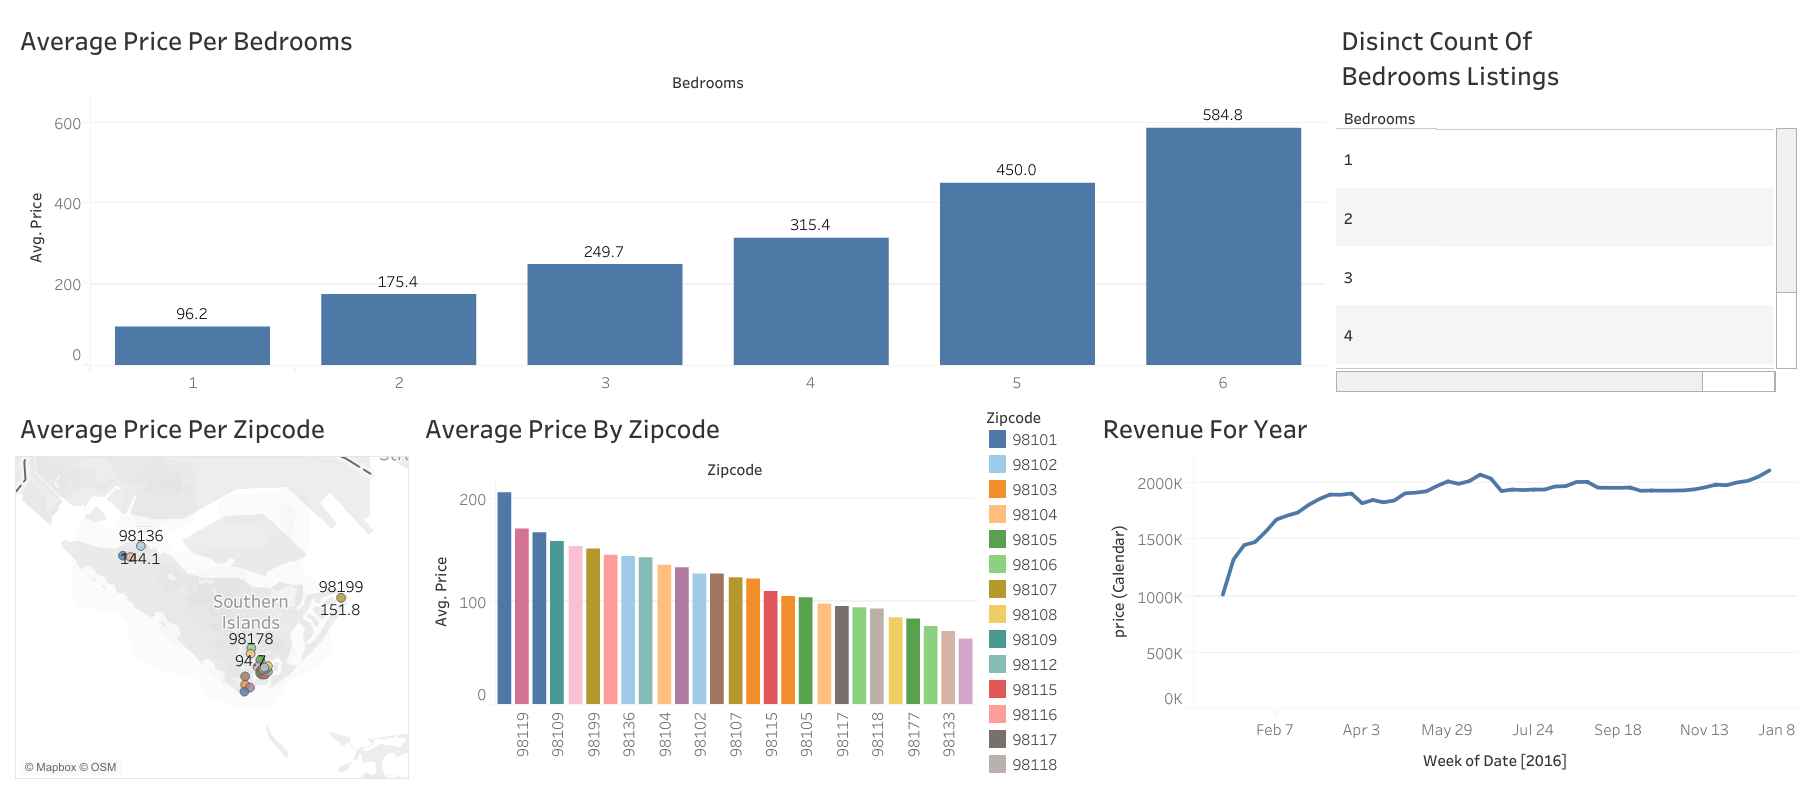 Average Price Per Bedrooms
Bedrooms
Avg. Price
600
400
200
0
96.2
175.4
249.7
315.4
450.0
584.8
1
2
3
4
5
6
Disinct Count Of
Bedrooms Listings
Bedrooms
1
2
3
4
Average Price Per Zipcode
98136
144.1
98199
151.8
Southern
Islands
98178
94.7
© Mapbox © OSM
Average Price By Zipcode
Zipcode
Avg. Price
200
100
0
98119
98109
98199
98136
98104
98102
98107
98115
98105
98117
98118
98177
98133
Zipcode
98101
98102
98103
98104
98105
98106
98107
98108
98109
98112
98115
98116
98117
98118
Revenue For Year
price (Calendar)
2000K
1500K
1000K
500K
0K
Feb 7
Apr 3
May 29
Jul 24
Sep 18
Nov 13
Jan 8
Week of Date [2016]